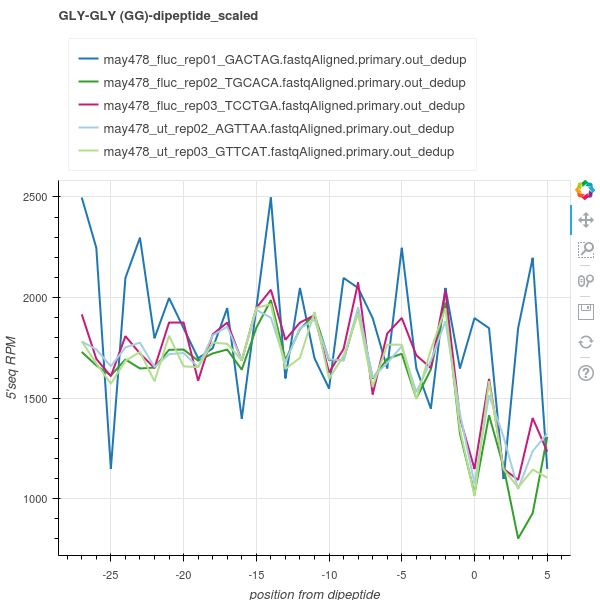 GLY-GLY (GG)-dipeptide_scaled
may478_fluc_rep01_GACTAG.fastqAligned.primary.out_dedup
may478_fluc_rep02_TGCACA.fastqAligned.primary.out_dedup
may478_fluc_rep03_TCCTGA.fastqAligned.primary.out_dedup
may478_ut_rep02_AGTTAA.fastqAligned.primary.out_dedup
may478_ut_rep03_GTTCAT.fastqAligned.primary.out_dedup
2500
2000
1500
1000
5'seq RPM
-25 -20 -15 -10 -5 0 5
position from dipeptide